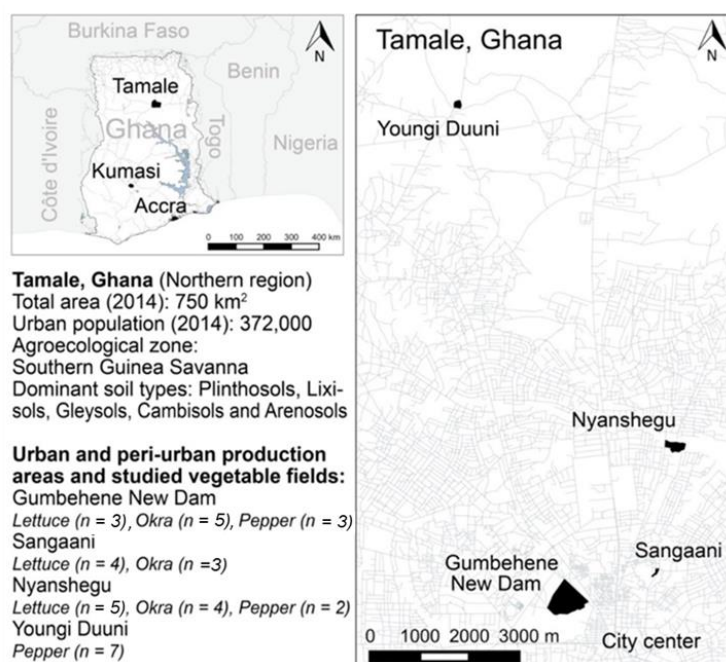 Burkina Faso
N
Tamale
Benin
Ghana
Togo
Nigeria
Côte d'Ivoire
Kumasi
Accra
0 100 200 300 400 km
Tamale, Ghana (Northern region)
Total area (2014): 750 km²
Urban population (2014): 372,000
Agroecological zone:
Southern Guinea Savanna
Dominant soil types: Plinthosols, Lixi-
sols, Gleysols, Cambisols and Arenosols
Urban and peri-urban production
areas and studied vegetable fields:
Gumbehene New Dam
Lettuce (n = 3), Okra (n = 5), Pepper (n = 3)
Sangaani
Lettuce (n = 4), Okra (n =3)
Nyanshegu
Lettuce (n = 5), Okra (n = 4), Pepper (n = 2)
Youngi Duuni
Pepper (n = 7)
Tamale, Ghana
N
Youngi Duuni
Nyanshegu
Sangaani
Gumbehene
New Dam
0 1000 2000 3000 m
City center